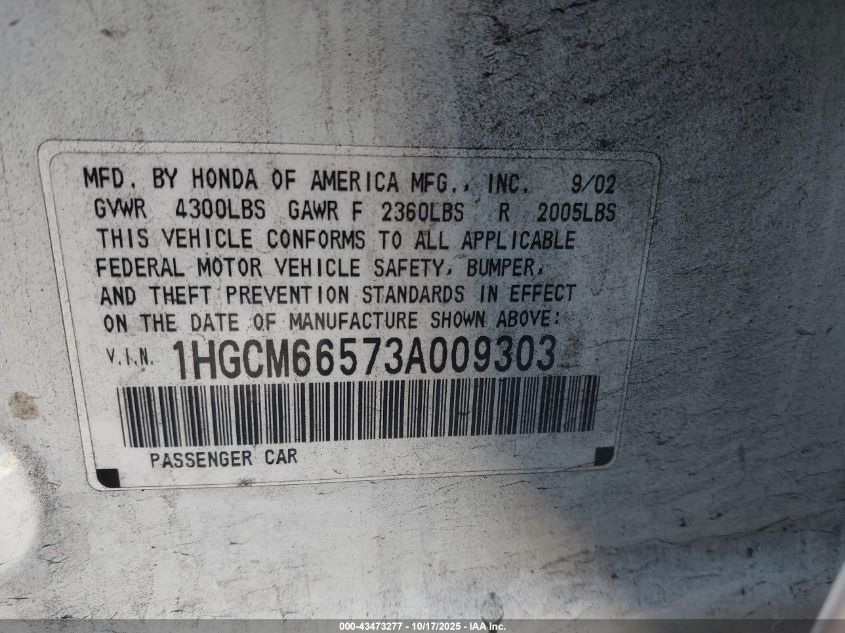 MFD. BY HONDA OF AMERICA MFG., INC. 9/02
GVWR 4300LBS GAWR F 2360LBS R 2005LBS
THIS VEHICLE CONFORMS TO ALL APPLICABLE
FEDERAL MOTOR VEHICLE SAFETY, BUMPER,
AND THEFT PREVENTION STANDARDS IN EFFECT
ON THE DATE OF MANUFACTURE SHOWN ABOVE:
V.I.N. 1HGCM66573A009303
PASSENGER CAR
000-43473277 - 10/17/2025 - IAA Inc.